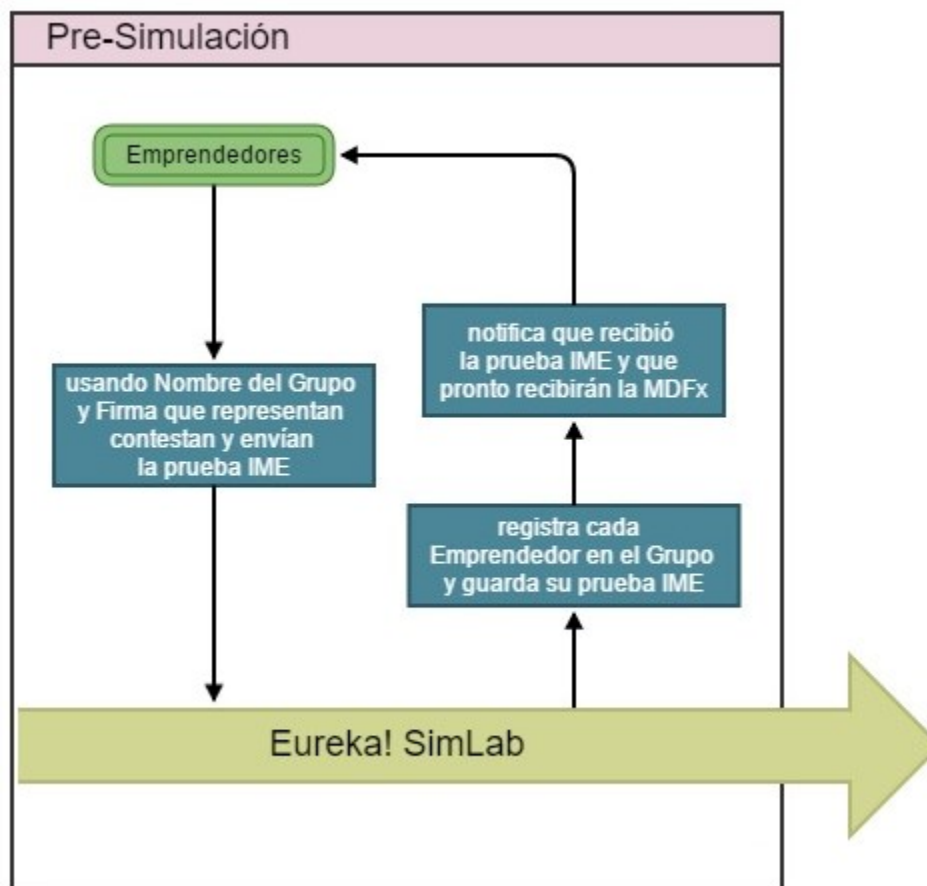 Pre-Simulación
Emprendedores
usando Nombre del Grupo
y Firma que representan
contestan y envían
la prueba IME
notifica que recibió
la prueba IME y que
pronto recibirán la MDFx
registra cada
Emprendedor en el Grupo
y guarda su prueba IME
Eureka! SimLab